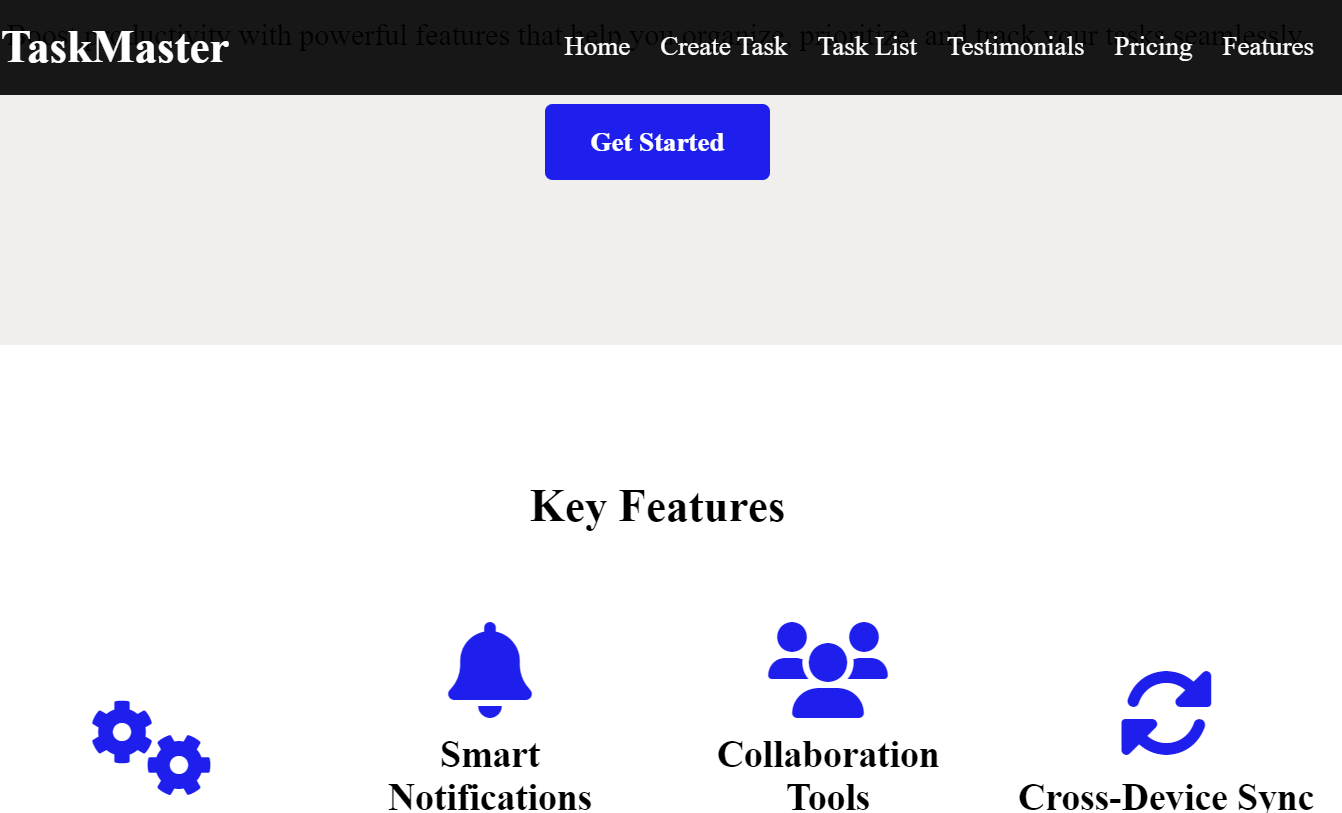 Boost productivity with powerful features that help you organize, prioritize, and track your tasks seamlessly.
TaskMaster
Home Create Task Task List Testimonials Pricing Features
Get Started
Key Features
Smart
Notifications
Collaboration
Tools
Cross-Device Sync